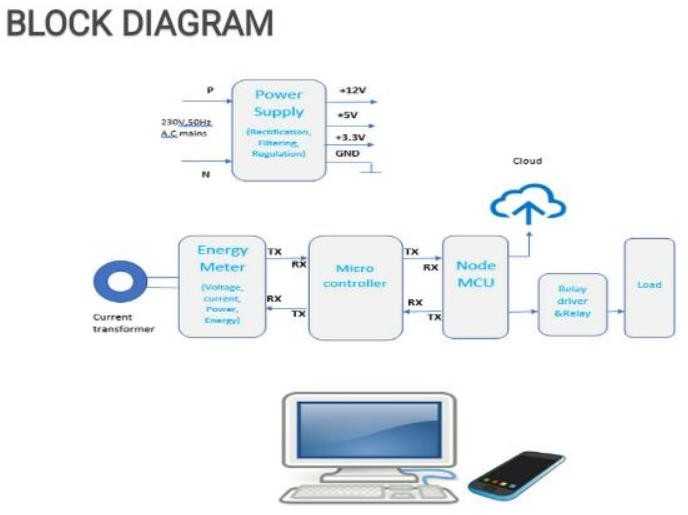 BLOCK DIAGRAM
P
230V,50Hz
A.C mains
N
Power
Supply
(Rectification,
Filtering,
Regulation)
+12V
+5V
+3.3V
GND
Cloud
Current
transformer
Energy
Meter
(Voltage,
current,
Power,
Energy)
TX
RX
RX
TX
Micro
controller
TX
RX
RX
TX
Node
MCU
Relay
driver
&Relay
Load